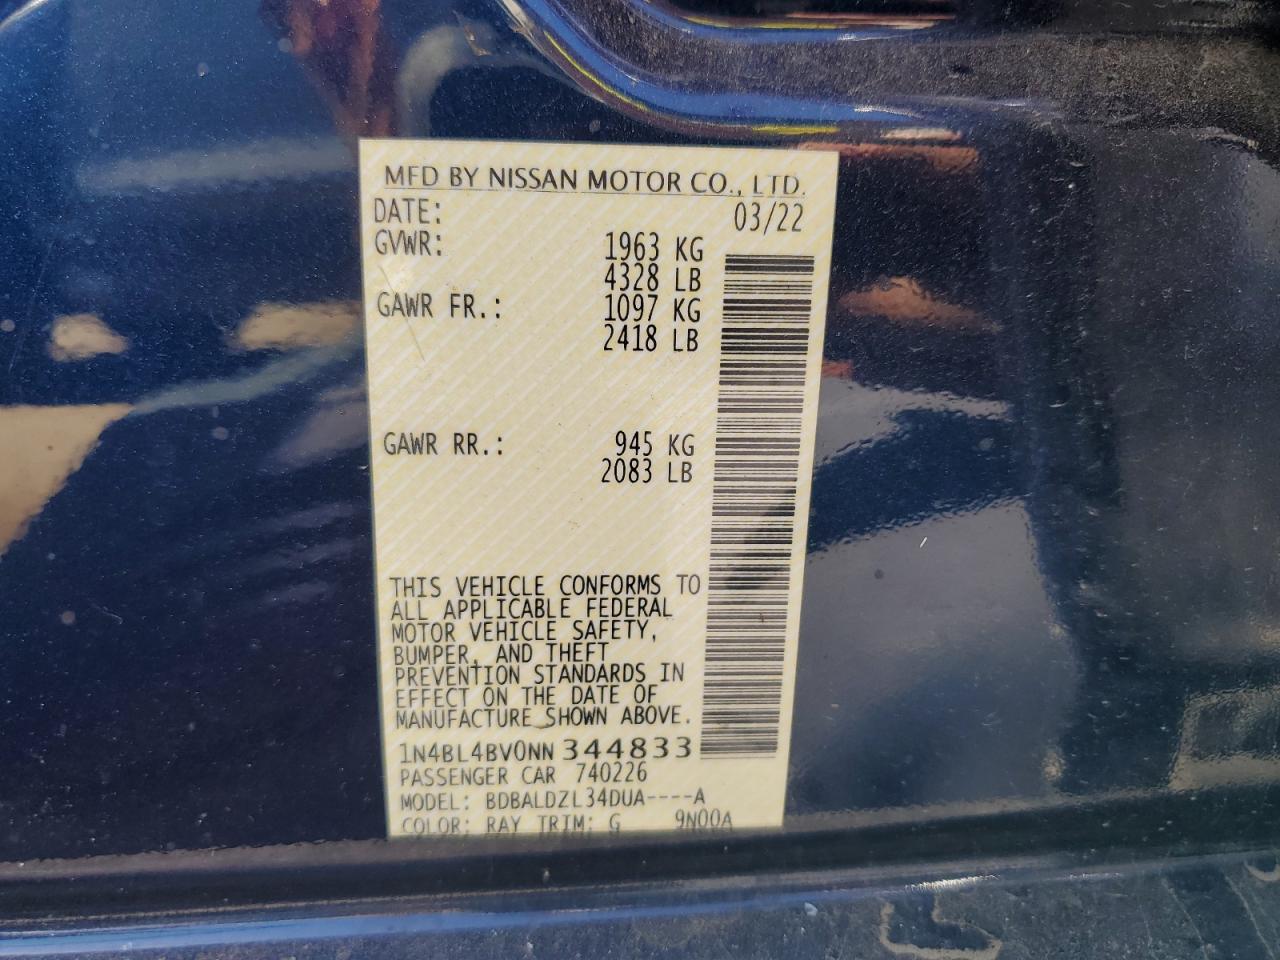 MFD BY NISSAN MOTOR CO., LTD.
DATE: 03/22
GVWR: 1963 KG
4328 LB
GAWR FR.: 1097 KG
2418 LB
GAWR RR.: 945 KG
2083 LB
THIS VEHICLE CONFORMS TO
ALL APPLICABLE FEDERAL
MOTOR VEHICLE SAFETY,
BUMPER, AND THEFT
PREVENTION STANDARDS IN
EFFECT ON THE DATE OF
MANUFACTURE SHOWN ABOVE.
1N4BL4BV0NN344833
PASSENGER CAR 740226
MODEL: BDBALDZL34DUA----A
COLOR: RAY TRIM: G 9N00A